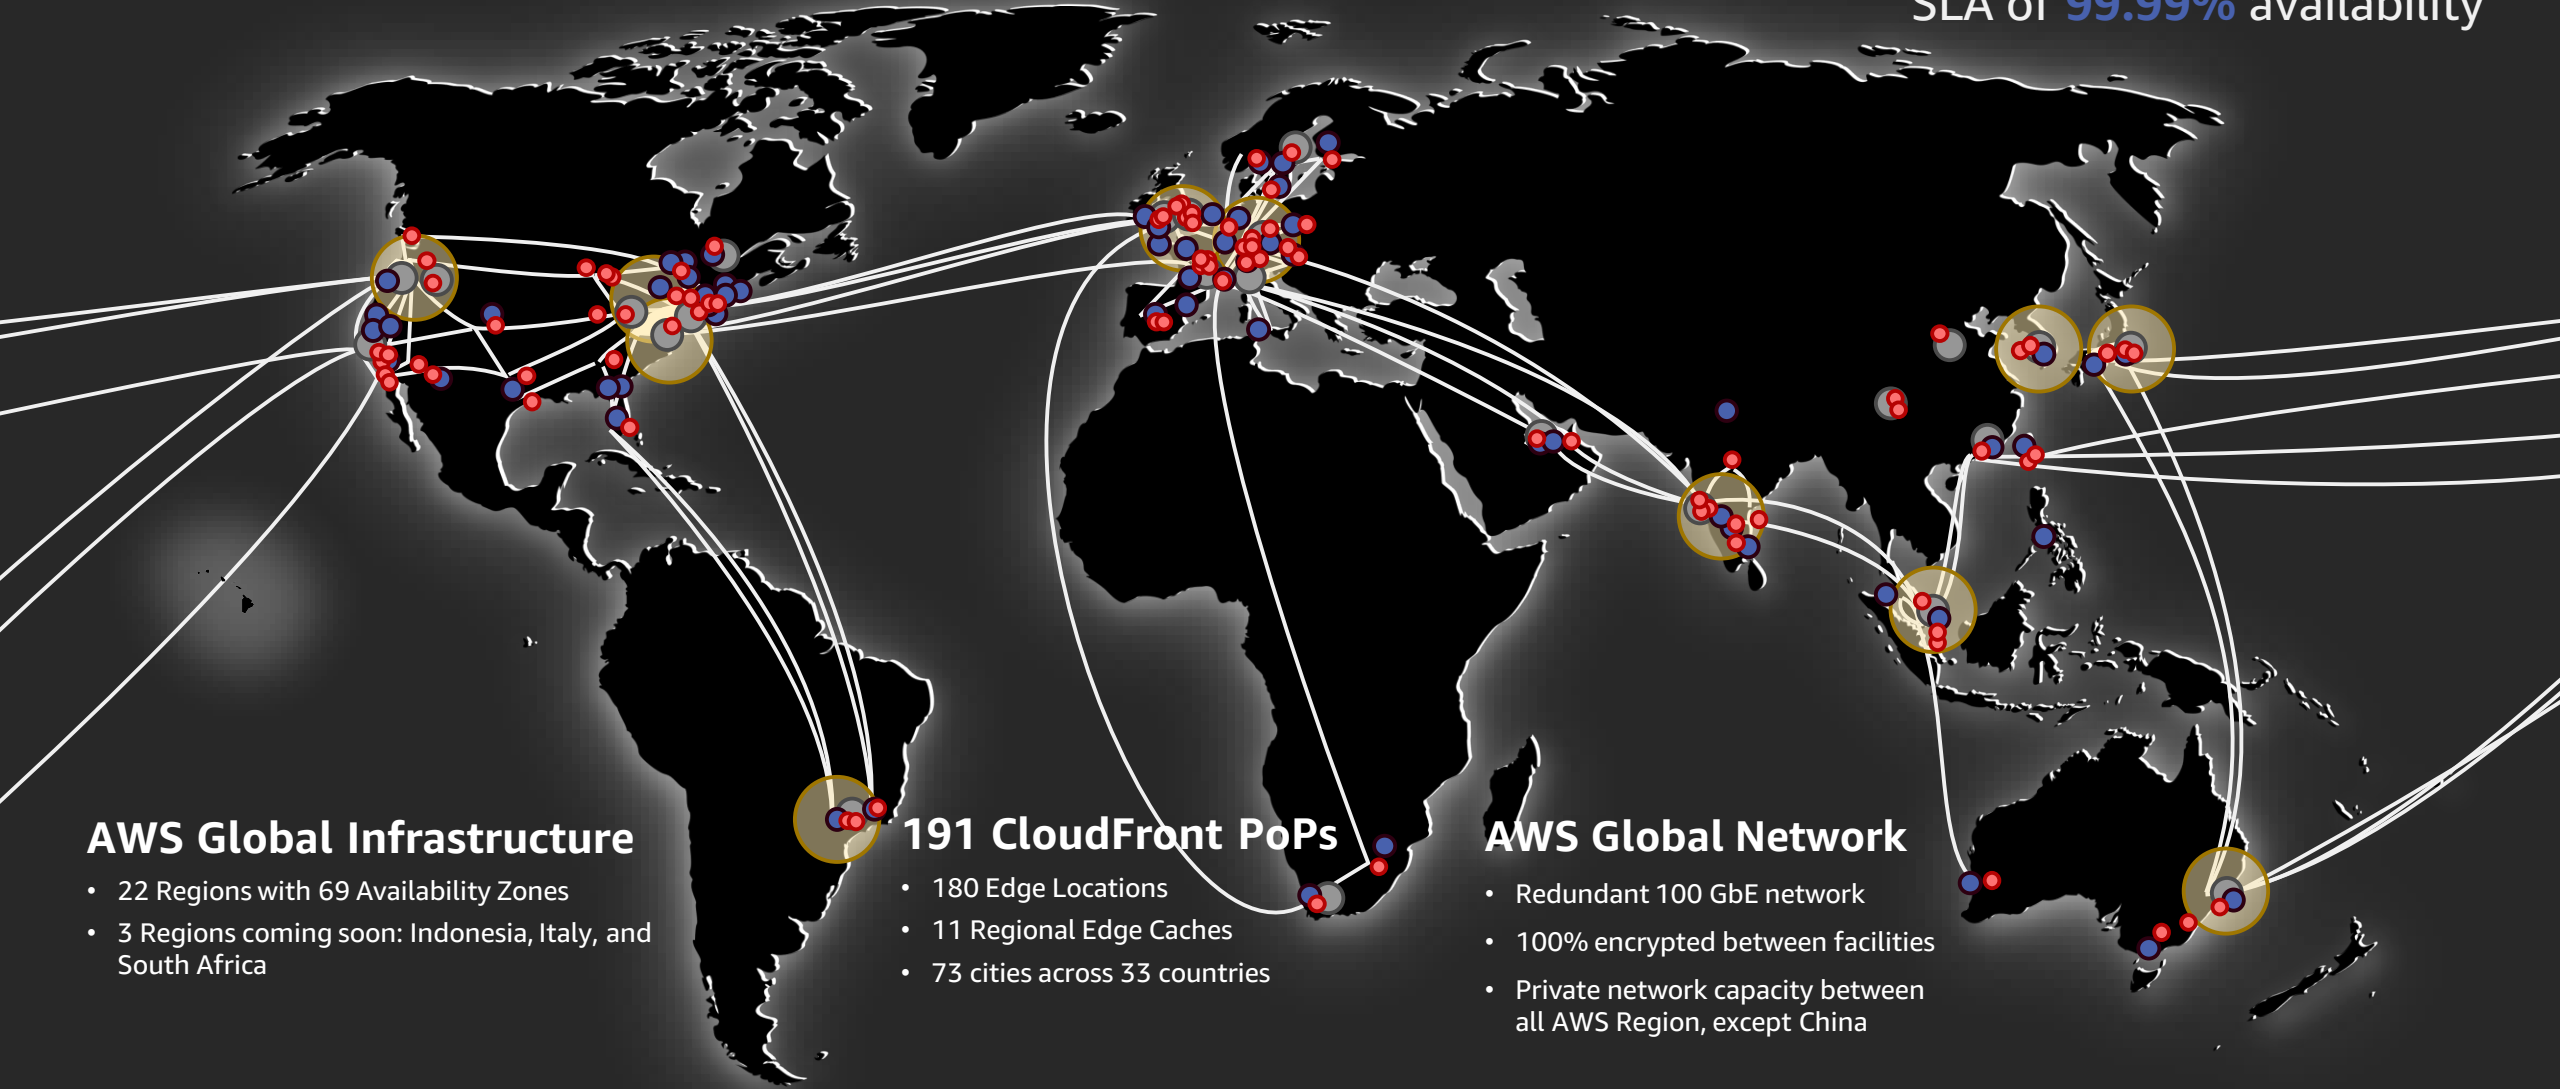 SLA of 99.99% availability
AWS Global Infrastructure
• 22 Regions with 69 Availability Zones
• 3 Regions coming soon: Indonesia, Italy, and
South Africa
191 CloudFront PoPs
• 180 Edge Locations
• 11 Regional Edge Caches
• 73 cities across 33 countries
AWS Global Network
• Redundant 100 GbE network
• 100% encrypted between facilities
• Private network capacity between
all AWS Region, except China